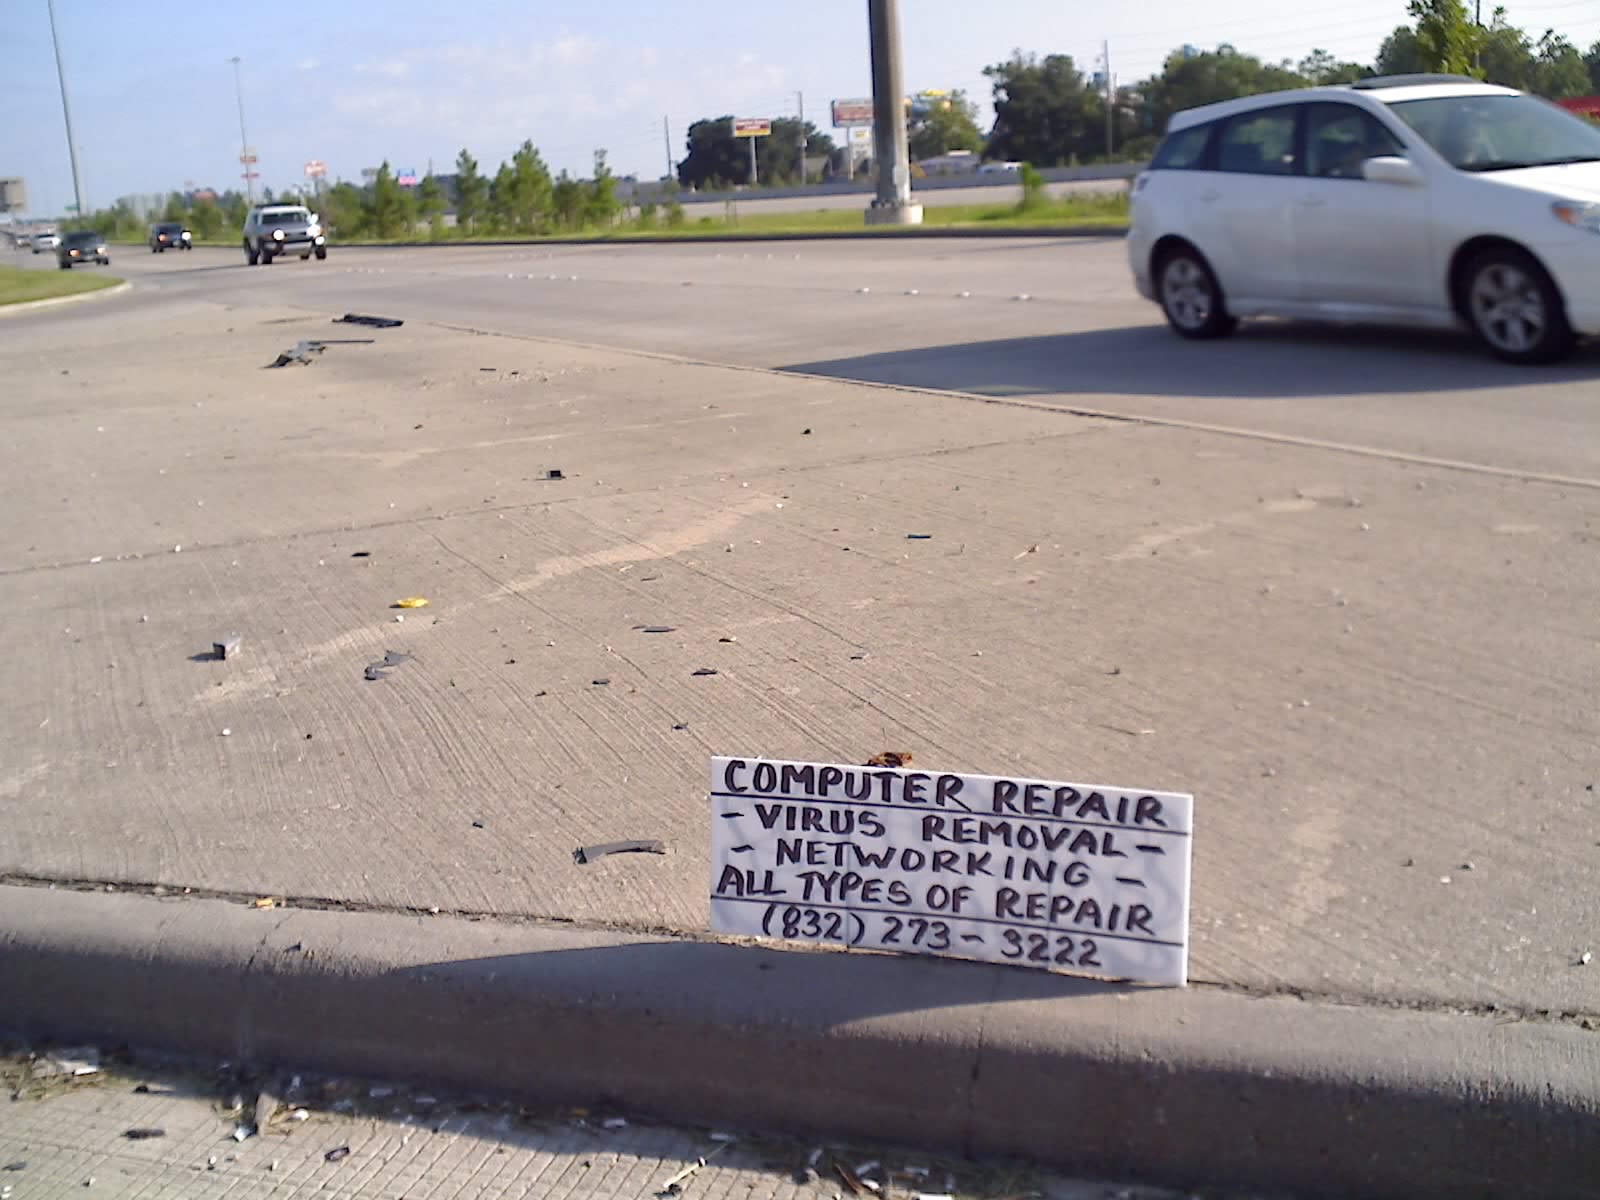 COMPUTER REPAIR
- VIRUS REMOVAL -
- NETWORKING -
ALL TYPES OF REPAIR
(832) 273-3222